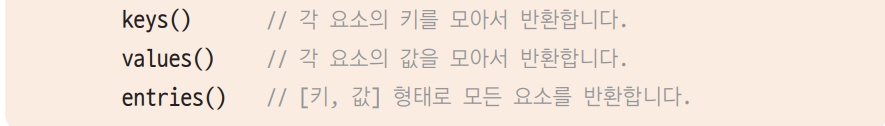 keys() // 각 요소의 키를 모아서 반환합니다.
values() // 각 요소의 값을 모아서 반환합니다.
entries() // [키, 값] 형태로 모든 요소를 반환합니다.